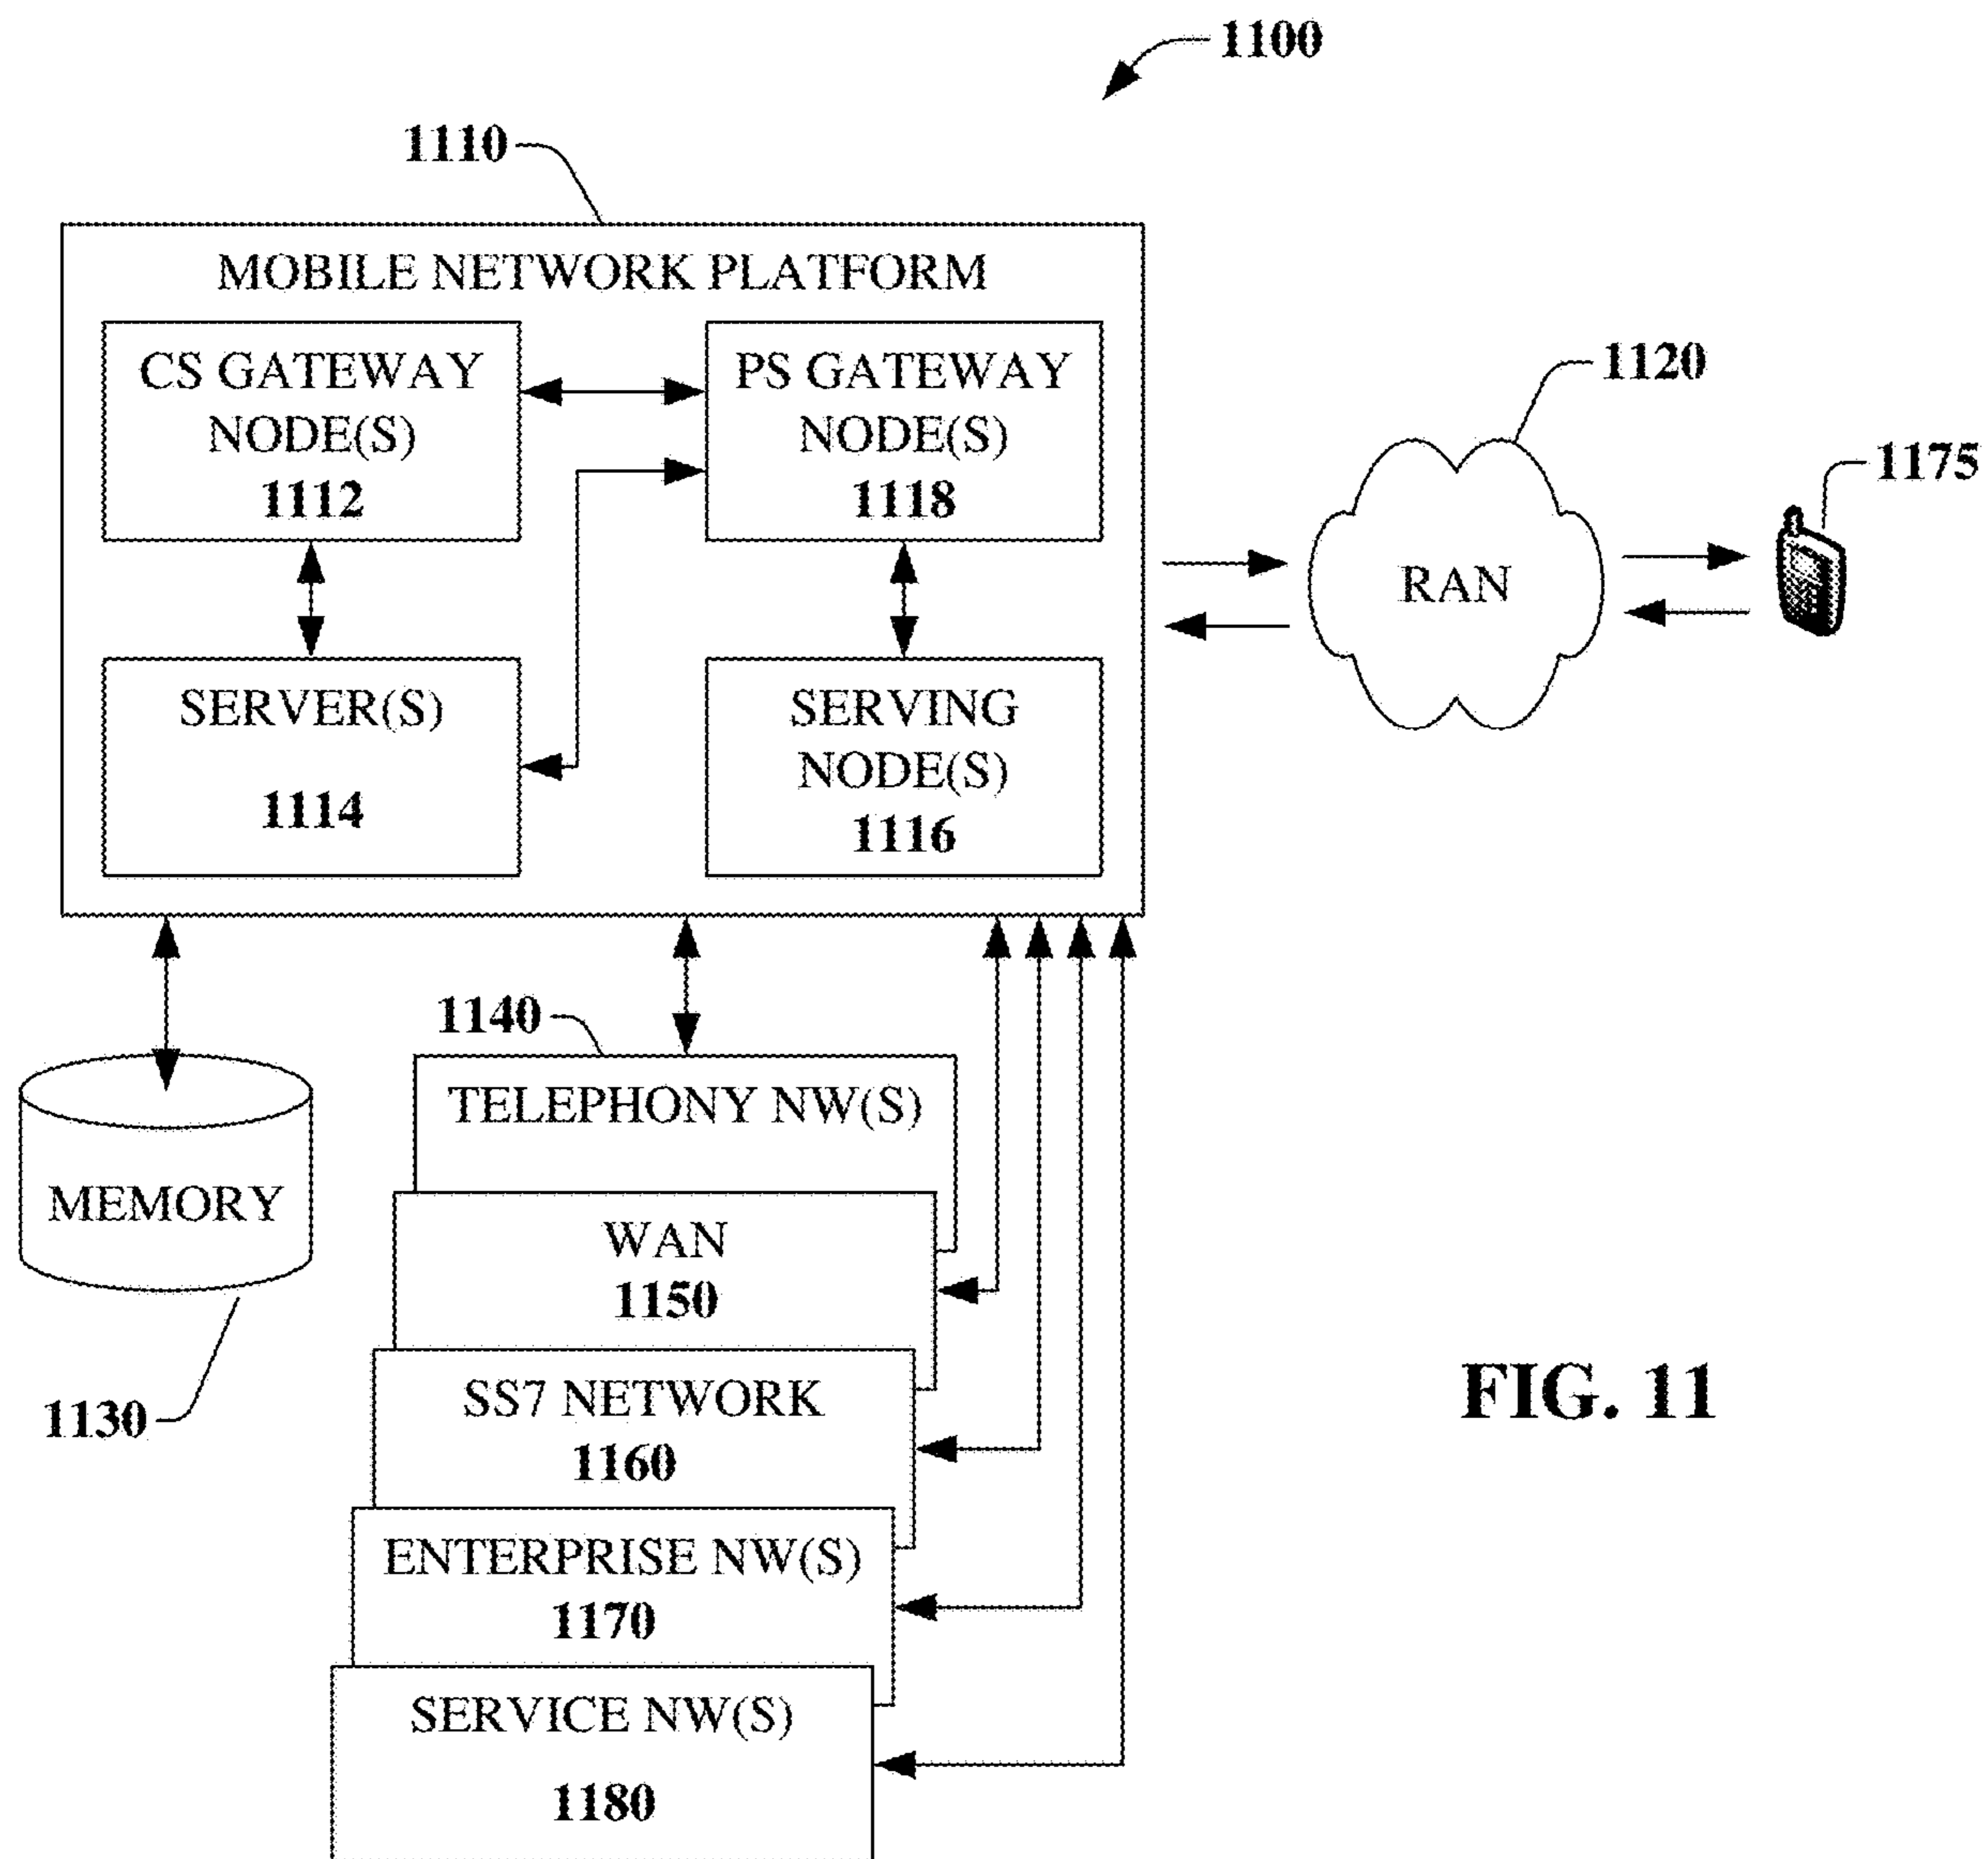 1100
1110
MOBILE NETWORK PLATFORM
CS GATEWAY
NODE(S)
1112
PS GATEWAY
NODE(S)
1118
SERVER(S)
1114
SERVING
NODE(S)
1116
1120
RAN
1175
1140
TELEPHONY NW(S)
MEMORY
1130
WAN
1150
SS7 NETWORK
1160
ENTERPRISE NW(S)
1170
SERVICE NW(S)
1180
FIG. 11